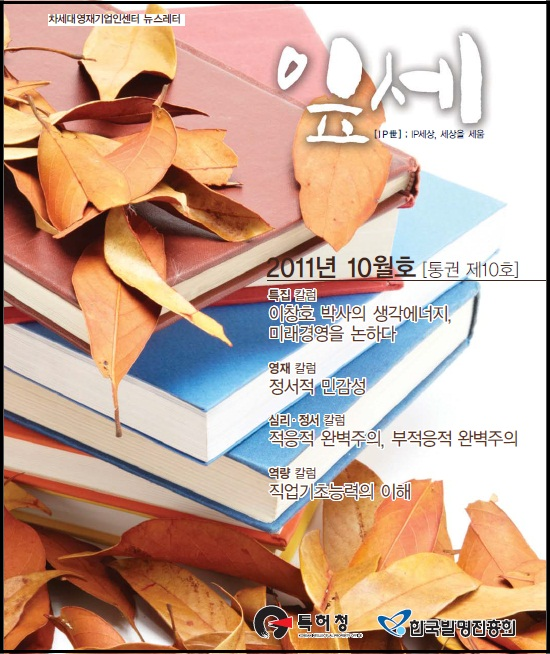 차세대영재기업인센터 뉴스레터
잎세
[IP世] ; IP세상, 세상을 세움
2011년 10월호 [통권 제10호]
특집 칼럼
이창호 박사의 생각에너지,
미래경영을 논하다
영재 칼럼
정서적 민감성
심리·정서 칼럼
적응적 완벽주의, 부적응적 완벽주의
역량 칼럼
직업기초능력의 이해
특허청
KOREAN INTELLECTUAL PROPERTY OFFICE
한국발명진흥회